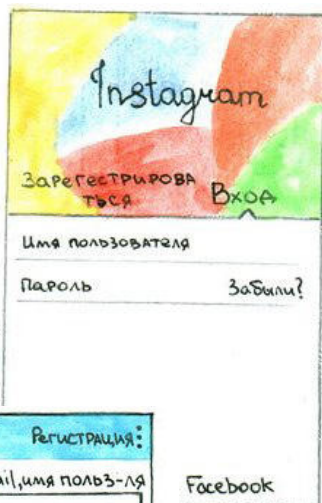 Instagram
Зарегестрирова
ться
Вход
Имя пользователя
Пароль Забыли?
Регистрация:
il,имя польз-ля
Facebook